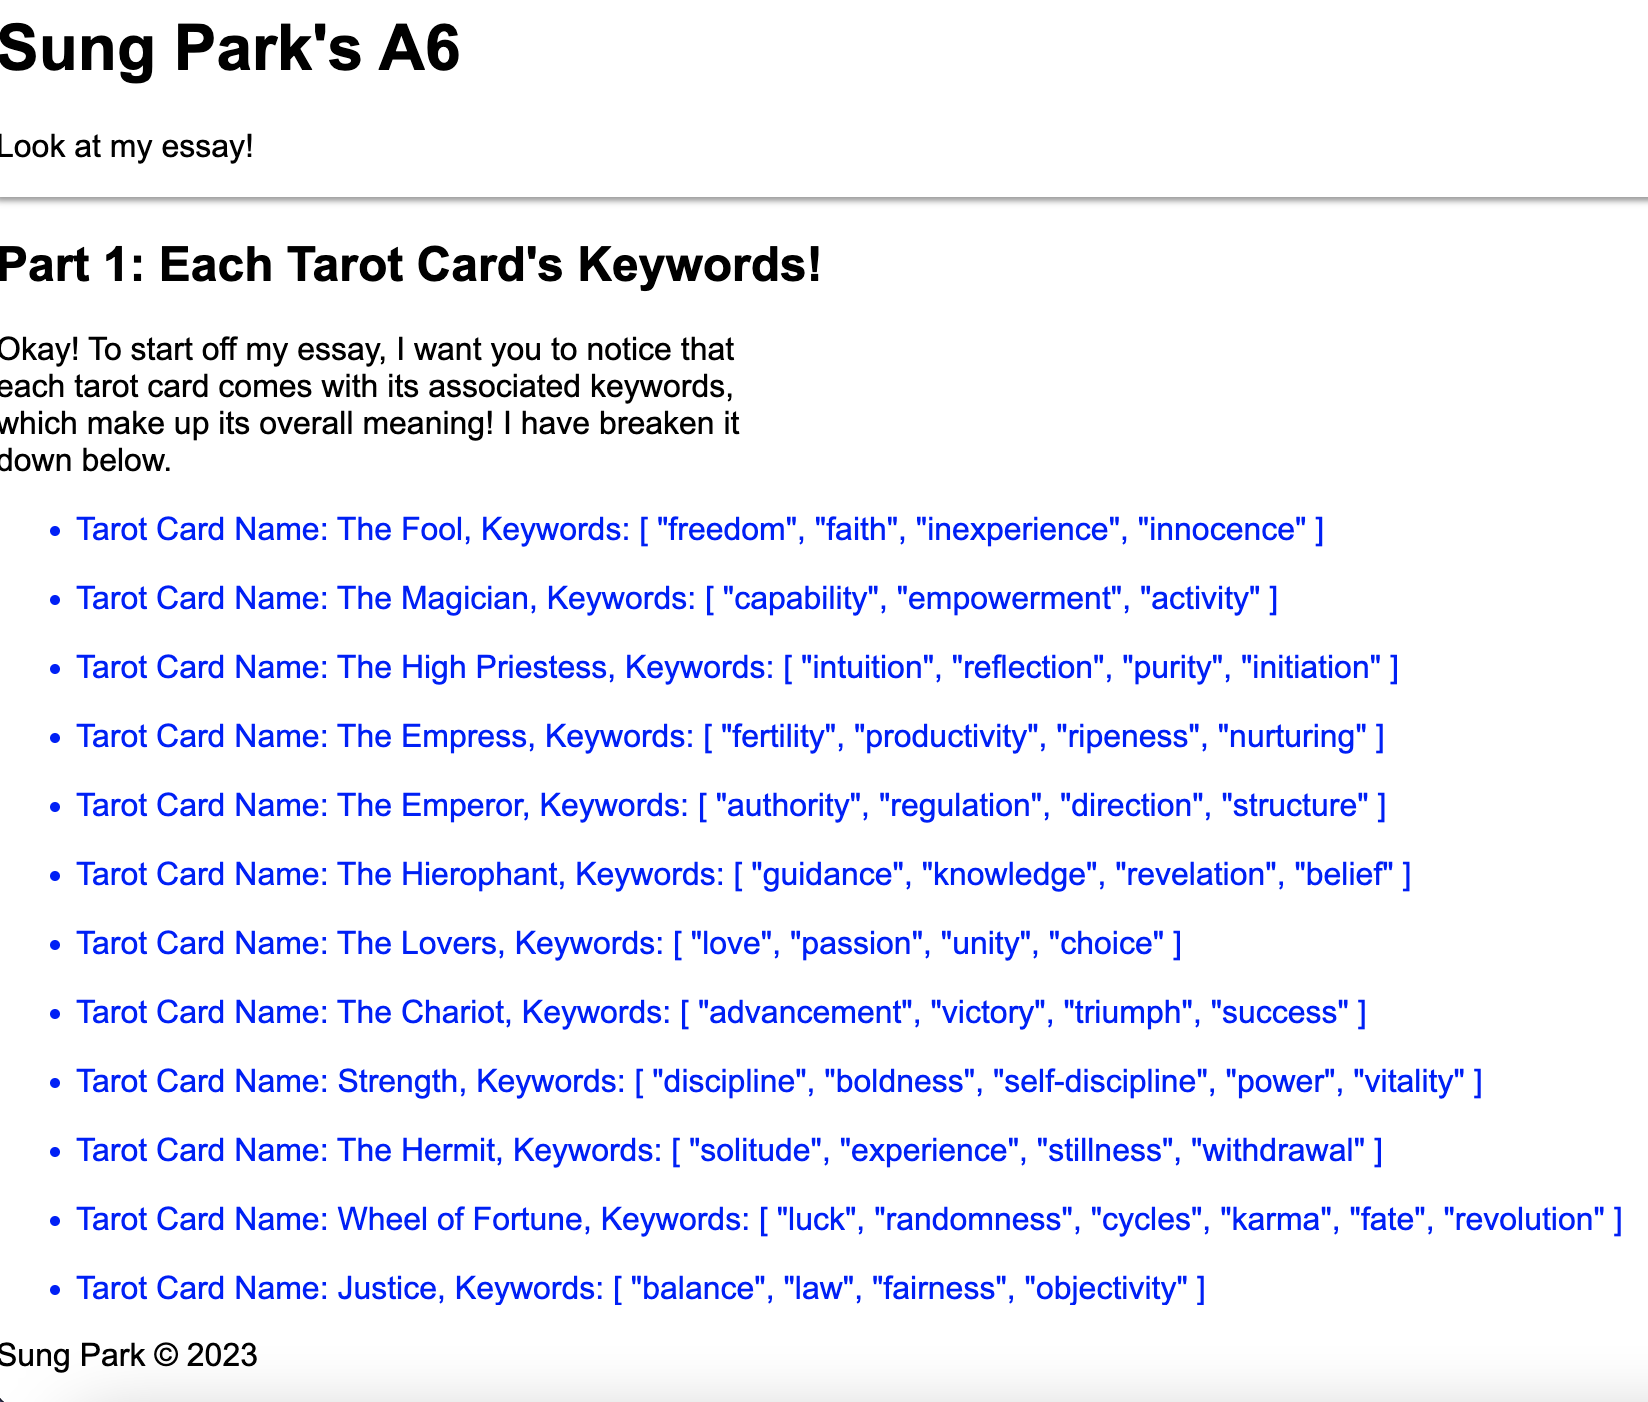 Sung Park's A6
Look at my essay!
Part 1: Each Tarot Card's Keywords!
Okay! To start off my essay, I want you to notice that
each tarot card comes with its associated keywords,
which make up its overall meaning! I have breaken it
down below.
• Tarot Card Name: The Fool, Keywords: [ "freedom", "faith", "inexperience", "innocence" ]
• Tarot Card Name: The Magician, Keywords: [ "capability", "empowerment", "activity" ]
• Tarot Card Name: The High Priestess, Keywords: [ "intuition", "reflection", "purity", "initiation" ]
• Tarot Card Name: The Empress, Keywords: [ "fertility", "productivity", "ripeness", "nurturing" ]
• Tarot Card Name: The Emperor, Keywords: [ "authority", "regulation", "direction", "structure" ]
• Tarot Card Name: The Hierophant, Keywords: [ "guidance", "knowledge", "revelation", "belief" ]
• Tarot Card Name: The Lovers, Keywords: [ "love", "passion", "unity", "choice" ]
• Tarot Card Name: The Chariot, Keywords: [ "advancement", "victory", "triumph", "success" ]
• Tarot Card Name: Strength, Keywords: [ "discipline", "boldness", "self-discipline", "power", "vitality" ]
• Tarot Card Name: The Hermit, Keywords: [ "solitude", "experience", "stillness", "withdrawal" ]
• Tarot Card Name: Wheel of Fortune, Keywords: [ "luck", "randomness", "cycles", "karma", "fate", "revolution" ]
• Tarot Card Name: Justice, Keywords: [ "balance", "law", "fairness", "objectivity" ]
Sung Park © 2023